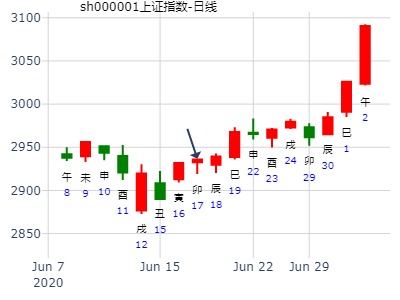 sh000001上证指数-日线
3100
3050
3000
2950
2900
2850
午
8
未
9
申
10
酉
11
戌
12
丑
15
寅
16
卯
17
辰
18
巳
19
申
22
酉
23
戌
24
卯
29
辰
30
巳
1
午
2
Jun 7
2020
Jun 15
Jun 22
Jun 29